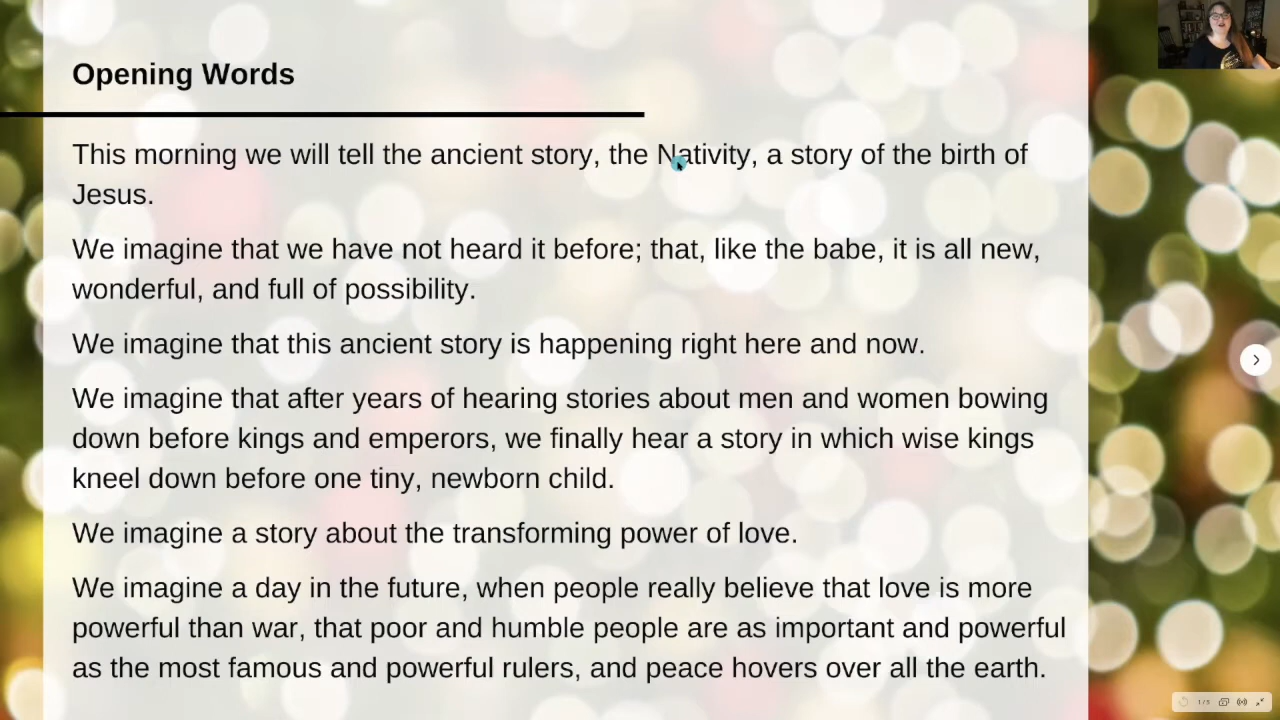 Opening Words
This morning we will tell the ancient story, the Nativity, a story of the birth of
Jesus.
We imagine that we have not heard it before; that, like the babe, it is all new,
wonderful, and full of possibility.
We imagine that this ancient story is happening right here and now.
We imagine that after years of hearing stories about men and women bowing
down before kings and emperors, we finally hear a story in which wise kings
kneel down before one tiny, newborn child.
We imagine a story about the transforming power of love.
We imagine a day in the future, when people really believe that love is more
powerful than war, that poor and humble people are as important and powerful
as the most famous and powerful rulers, and peace hovers over all the earth.